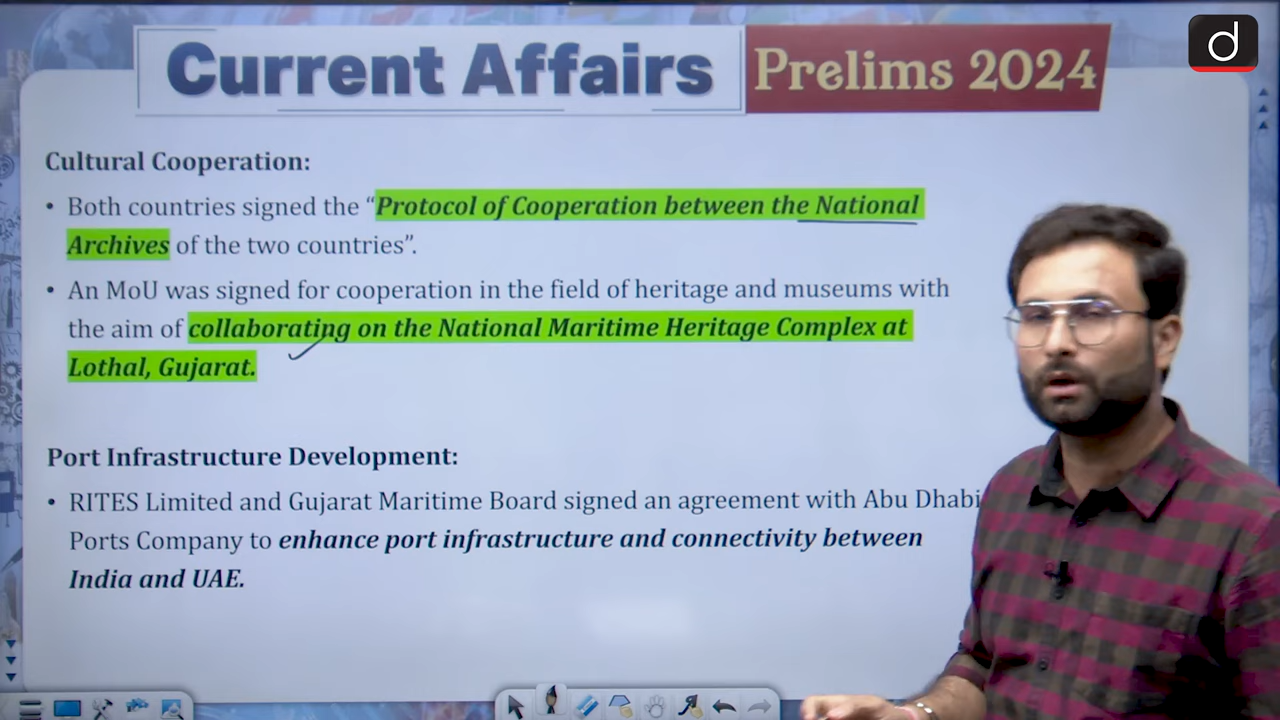 Current Affairs Prelims 2024
d
Cultural Cooperation:
• Both countries signed the “Protocol of Cooperation between the National
Archives of the two countries”.
• An MoU was signed for cooperation in the field of heritage and museums with
the aim of collaborating on the National Maritime Heritage Complex at
Lothal, Gujarat.
Port Infrastructure Development:
• RITES Limited and Gujarat Maritime Board signed an agreement with Abu Dhabi
Ports Company to enhance port infrastructure and connectivity between
India and UAE.